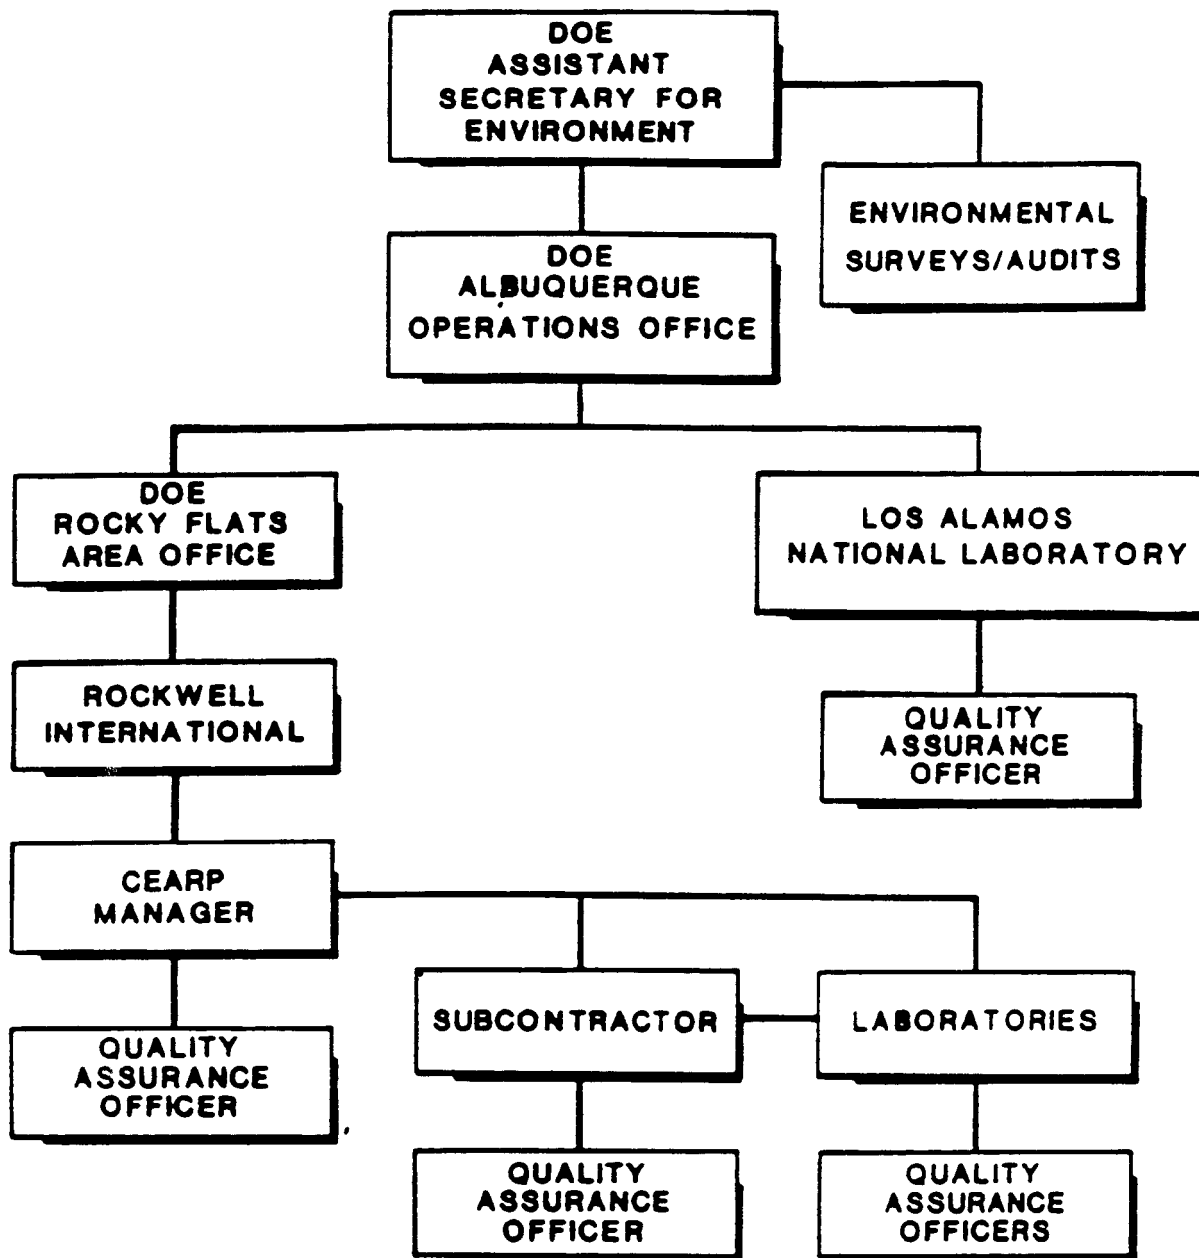 DOE
ASSISTANT
SECRETARY FOR
ENVIRONMENT
ENVIRONMENTAL
SURVEYS/AUDITS
DOE
ALBUQUERQUE
OPERATIONS OFFICE
DOE
ROCKY FLATS
AREA OFFICE
LOS ALAMOS
NATIONAL LABORATORY
ROCKWELL
INTERNATIONAL
QUALITY
ASSURANCE
OFFICER
CEARP
MANAGER
SUBCONTRACTOR
LABORATORIES
QUALITY
ASSURANCE
OFFICER
QUALITY
ASSURANCE
OFFICER
QUALITY
ASSURANCE
OFFICERS